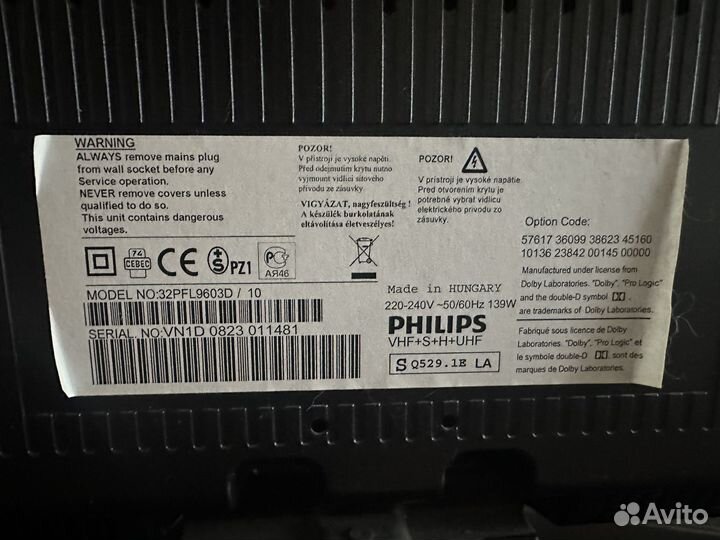 WARNING
ALWAYS remove mains plug
from wall socket before any
Service operation.
NEVER remove covers unless
qualified to do so.
This unit contains dangerous
voltages.
POZOR!
V přístroji je vysoké napětí.
Před odejmutím krytu nutno
vyjmount vidlici síťového
přívodu ze zásuvky.
VIGYÁZAT, nagyfeszültség !
A készülék burkolatának
eltávolítása életveszélyes!
POZOR!
V přístroji je vysoké napätie.
Pred otvorením krytu je
potrebné vybrať vidlici
elektrického prívodu zo
zásuvky.
Option Code:
57617 36099 38623 45160
10136 23842 00145 00000
74
CEBEC
CE
S
PZ1
РС
АЯ46
Manufactured under license from
Dolby Laboratories. "Dolby", "Pro Logic"
and the double-D symbol
are trademarks of Dolby Laboratories.
MODEL NO:32PFL9603D / 10
SERIAL NO:VN1D 0823 011481
Made in HUNGARY
220-240V ~50/60Hz 139W
PHILIPS
VHF+S+H+UHF
S Q529.1E LA
Fabriqué sous licence de Dolby
Laboratories. "Dolby", "Pro Logic" et
le symbole double-D , sont des
marques de Dolby Laboratories.
Avito